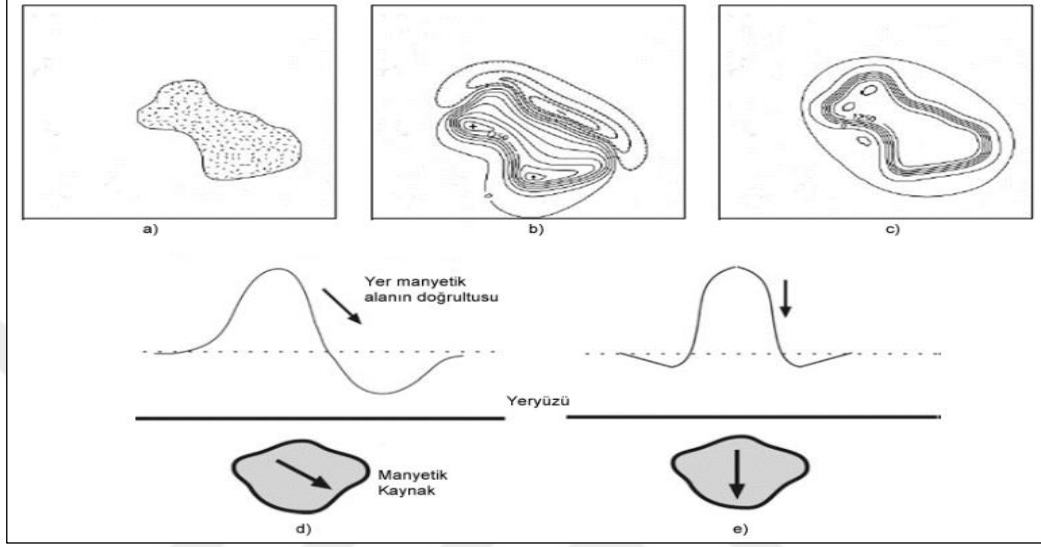 a)
b)
c)
Yer manyetik
alanın doğrultusu
Yeryüzü
Manyetik
Kaynak
d)
e)